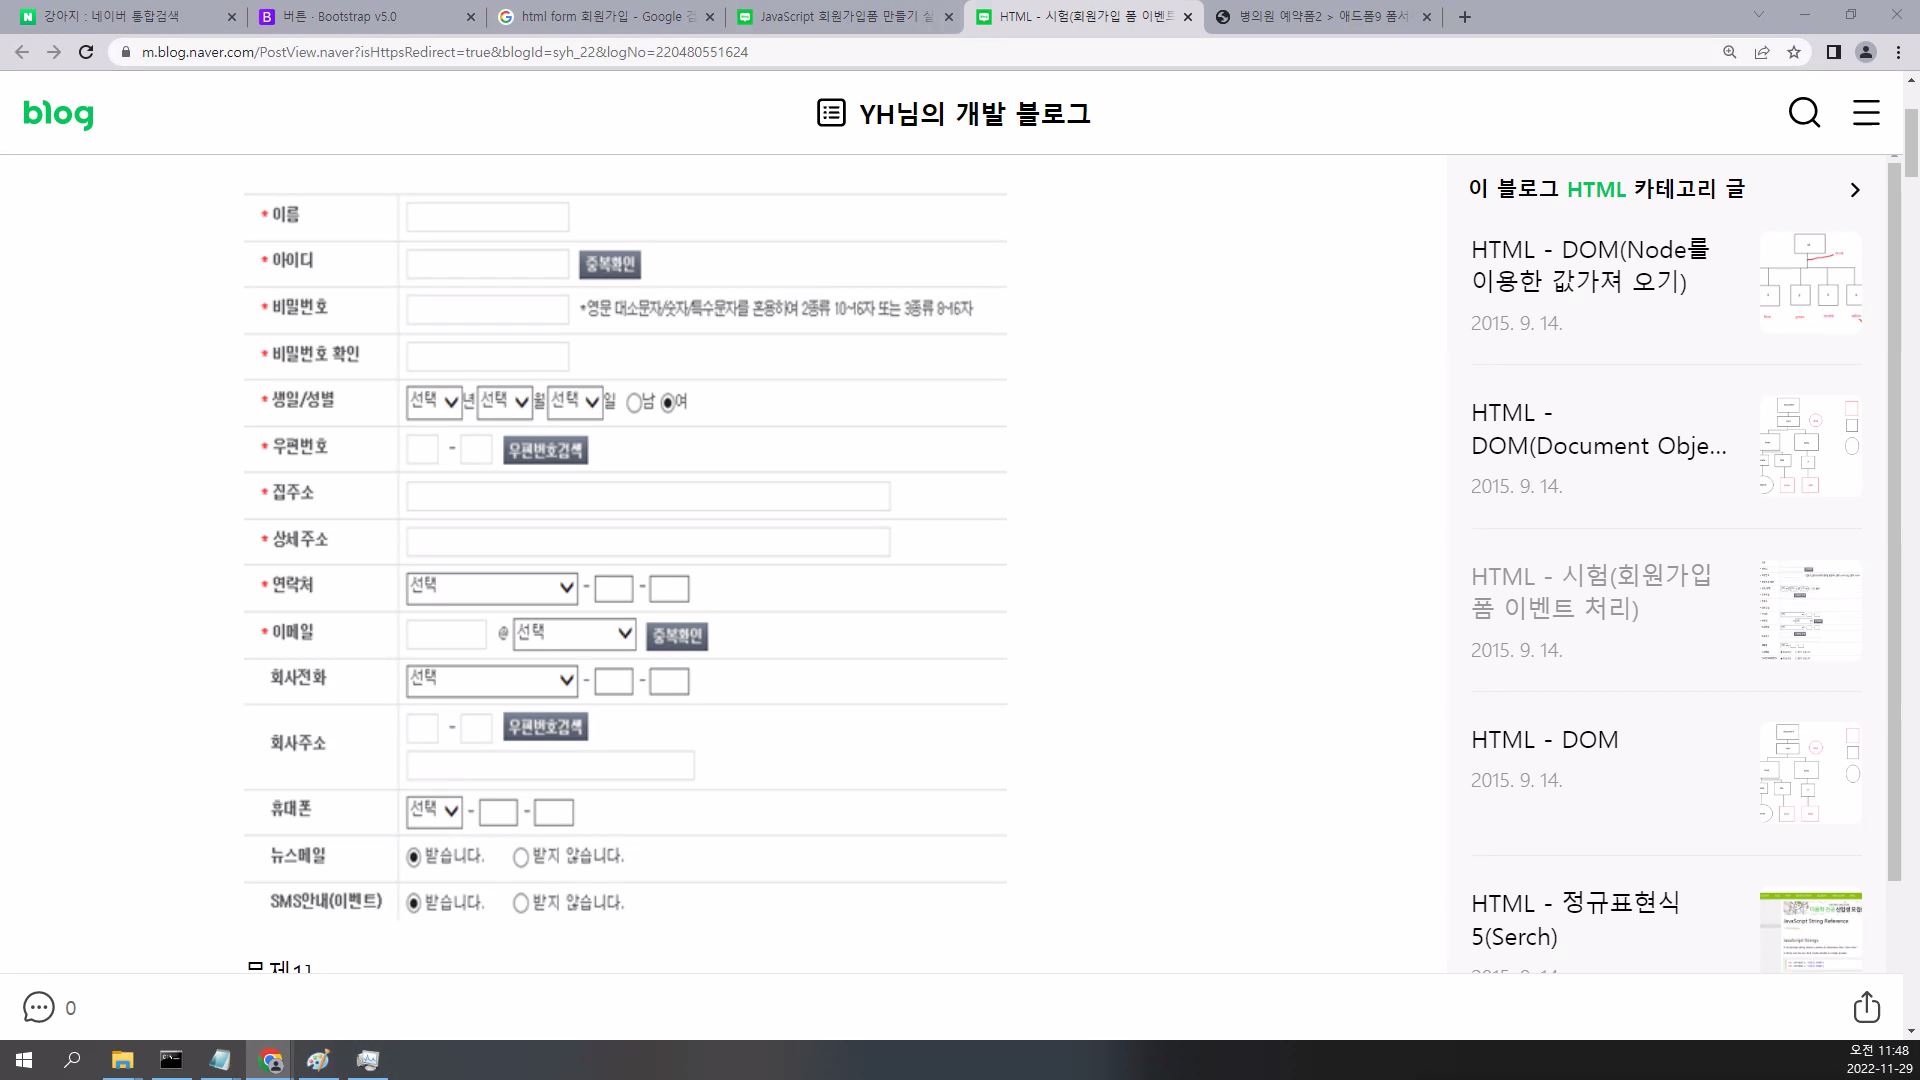 강아지 : 네이버 통합검색
버튼 · Bootstrap v5.0
html form 회원가입 - Google 검
JavaScript 회원가입폼 만들기 실
HTML - 시험(회원가입 폼 이벤트
병의원 예약폼2 > 애드폼9 폼서
m.blog.naver.com/PostView.naver?isHttpsRedirect=true&blogId=syh_22&logNo=220480551624
blog
YH님의 개발 블로그
* 이름
* 아이디 중복확인
* 비밀번호 *영문 대소문자/숫자/특수문자를 혼용하여 2종류 10~16자 또는 3종류 8~16자
* 비밀번호 확인
* 생일/성별 선택 년 선택 월 선택 일 남 여
* 우편번호 - 우편번호검색
* 집주소
* 상세주소
* 연락처 선택 - -
* 이메일 @ 선택 중복확인
회사전화 선택 - -
회사주소 - 우편번호검색
휴대폰 선택 - -
뉴스메일 받습니다. 받지 않습니다.
SMS안내(이벤트) 받습니다. 받지 않습니다.
이 블로그 HTML 카테고리 글
HTML - DOM(Node를
이용한 값가져 오기)
2015. 9. 14.
HTML -
DOM(Document Obje...
2015. 9. 14.
HTML - 시험(회원가입
폼 이벤트 처리)
2015. 9. 14.
HTML - DOM
2015. 9. 14.
HTML - 정규표현식
5(Serch)
JavaScript String Reference
0
오전 11:48
2022-11-29